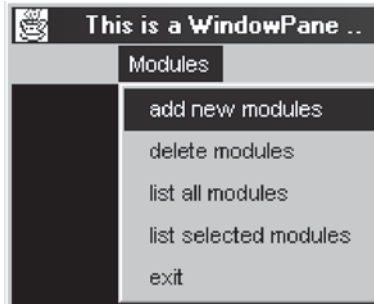 This is a WindowPane ..
Modules
add new modules
delete modules
list all modules
list selected modules
exit